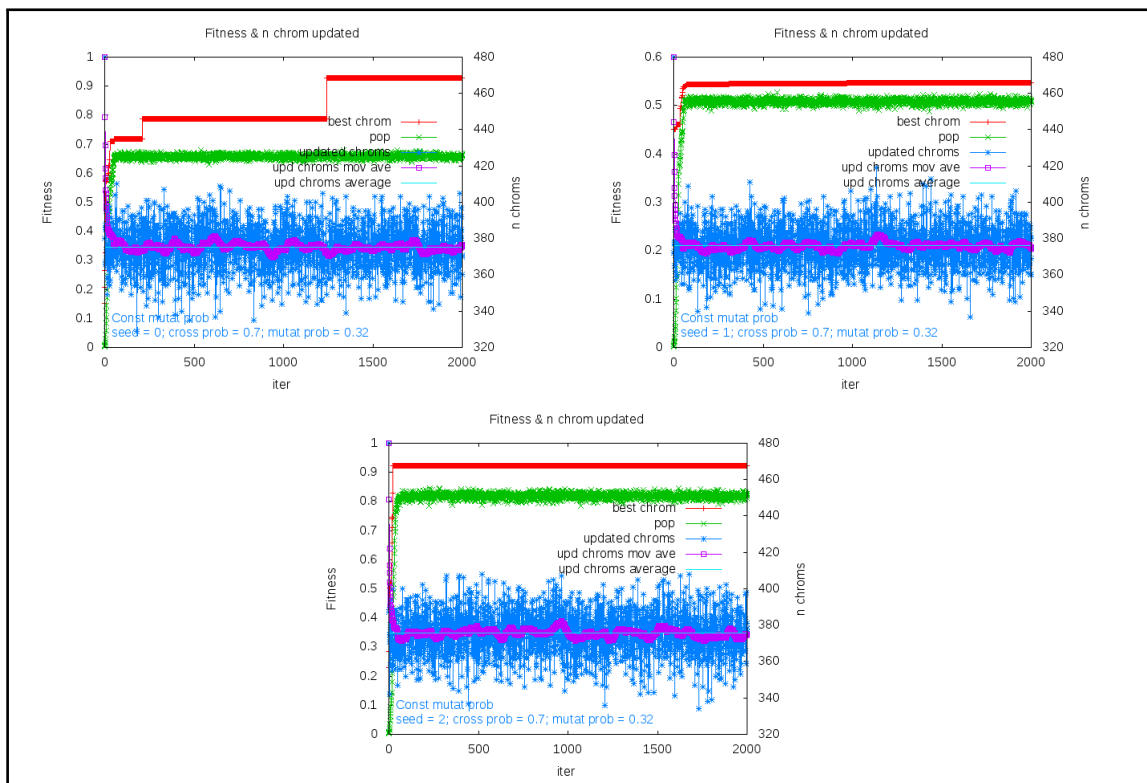 Fitness & n chrom updated
1
0.9
0.8
0.7
0.6
0.5
0.4
0.3
0.2
0.1
0
Fitness
480
460
440
420
400
380
360
340
320
n chroms
best chrom
pop
updated chroms
upd chroms mov ave
upd chroms average
Const mutat prob
seed = 0; cross prob = 0.7; mutat prob = 0.32
0 500 1000 1500 2000
iter
Fitness & n chrom updated
0.6
0.5
0.4
0.3
0.2
0.1
0
Fitness
480
460
440
420
400
380
360
340
320
n chroms
best chrom
pop
updated chroms
upd chroms mov ave
upd chroms average
Const mutat prob
seed = 1; cross prob = 0.7; mutat prob = 0.32
0 500 1000 1500 2000
iter
Fitness & n chrom updated
1
0.9
0.8
0.7
0.6
0.5
0.4
0.3
0.2
0.1
0
Fitness
480
460
440
420
400
380
360
340
320
n chroms
best chrom
pop
updated chroms
upd chroms mov ave
upd chroms average
Const mutat prob
seed = 2; cross prob = 0.7; mutat prob = 0.32
0 500 1000 1500 2000
iter